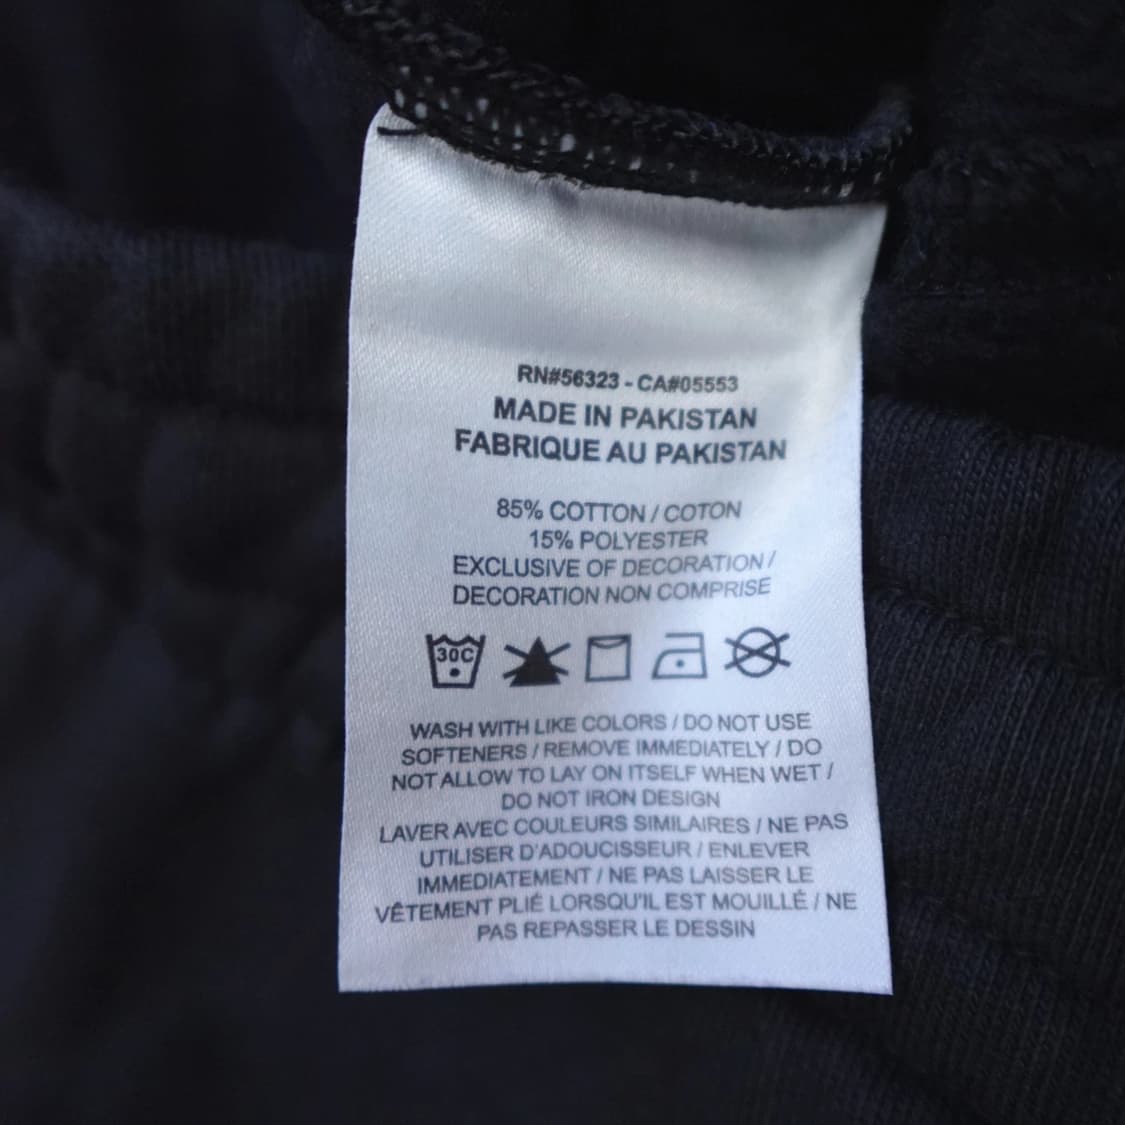 RN#56323 - CA#05553
MADE IN PAKISTAN
FABRIQUE AU PAKISTAN
85% COTTON / COTON
15% POLYESTER
EXCLUSIVE OF DECORATION /
DECORATION NON COMPRISE
30C
WASH WITH LIKE COLORS / DO NOT USE
SOFTENERS / REMOVE IMMEDIATELY / DO
NOT ALLOW TO LAY ON ITSELF WHEN WET /
DO NOT IRON DESIGN
LAVER AVEC COULEURS SIMILAIRES / NE PAS
UTILISER D'ADOUCISSEUR / ENLEVER
IMMEDIATEMENT / NE PAS LAISSER LE
VÊTEMENT PLIÉ LORSQU'IL EST MOUILLÉ / NE
PAS REPASSER LE DESSIN